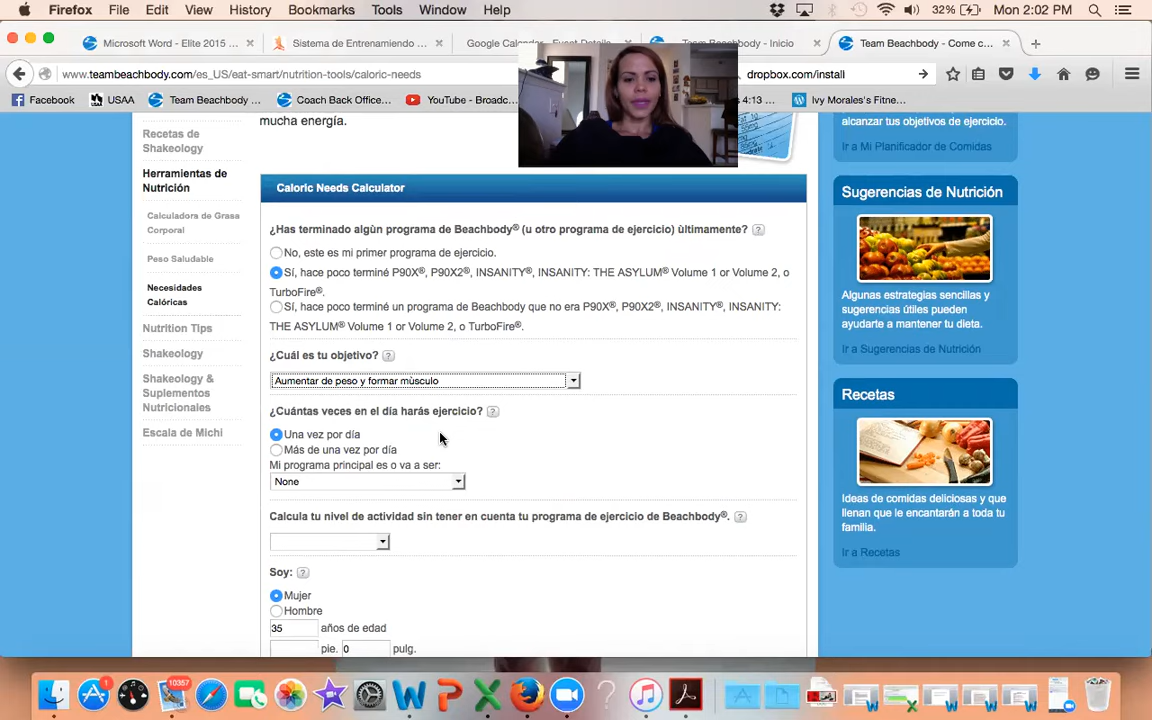 Firefox File Edit View History Bookmarks Tools Window Help 32% Mon 2:02 PM
Microsoft Word - Elite 2015 ... Sistema de Entrenamiento ... Google Calendar - Event Details Team Beachbody - Inicio Team Beachbody - Come c...
www.teambeachbody.com/es_US/eat-smart/nutrition-tools/caloric-needs dropbox.com/install
Facebook USAA Team Beachbody Coach Back Office... YouTube - Broadc... 4:13 ... Ivy Morales's Fitne...
mucha energía.
Recetas de
Shakeology
Herramientas de
Nutrición
Calculadora de Grasa
Corporal
Peso Saludable
Necesidades
Calóricas
Nutrition Tips
Shakeology
Shakeology &
Suplementos
Nutricionales
Escala de Michi
Caloric Needs Calculator
¿Has terminado algùn programa de Beachbody® (u otro programa de ejercicio) ùltimamente? ?
No, este es mi primer programa de ejercicio.
Sí, hace poco terminé P90X®, P90X2®, INSANITY®, INSANITY: THE ASYLUM® Volume 1 or Volume 2, o
TurboFire®.
Sí, hace poco terminé un programa de Beachbody que no era P90X®, P90X2®, INSANITY®, INSANITY:
THE ASYLUM® Volume 1 or Volume 2, o TurboFire®.
¿Cuál es tu objetivo? ?
Aumentar de peso y formar mùsculo
¿Cuántas veces en el día harás ejercicio? ?
Una vez por día
Más de una vez por día
Mi programa principal es o va a ser:
None
Calcula tu nivel de actividad sin tener en cuenta tu programa de ejercicio de Beachbody®. ?
Soy: ?
Mujer
Hombre
35 años de edad
pie. 0 pulg.
alcanzar tus objetivos de ejercicio.
Ir a Mi Planificador de Comidas
Sugerencias de Nutrición
Algunas estrategias sencillas y
sugerencias útiles pueden
ayudarte a mantener tu dieta.
Ir a Sugerencias de Nutrición
Recetas
Ideas de comidas deliciosas y que
llenan que le encantarán a toda tu
familia.
Ir a Recetas
1
10357